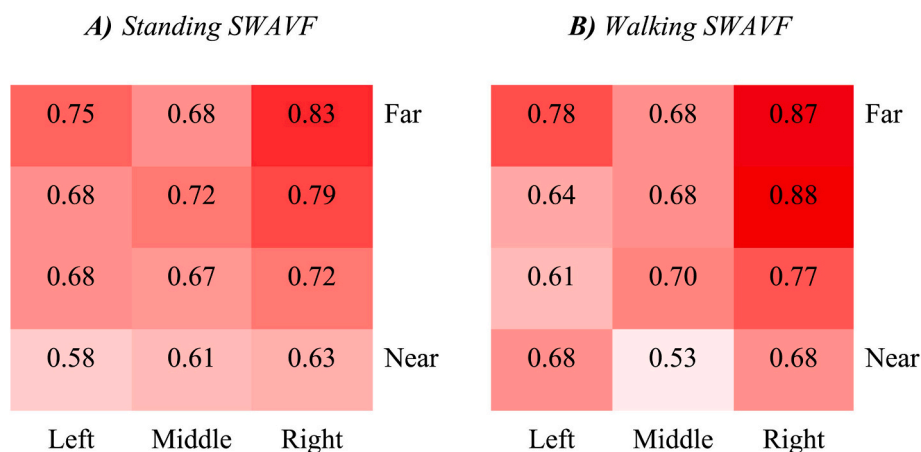 A) Standing SWAVF
0.75 0.68 0.83 Far
0.68 0.72 0.79
0.68 0.67 0.72
0.58 0.61 0.63 Near
Left Middle Right
B) Walking SWAVF
0.78 0.68 0.87 Far
0.64 0.68 0.88
0.61 0.70 0.77
0.68 0.53 0.68 Near
Left Middle Right